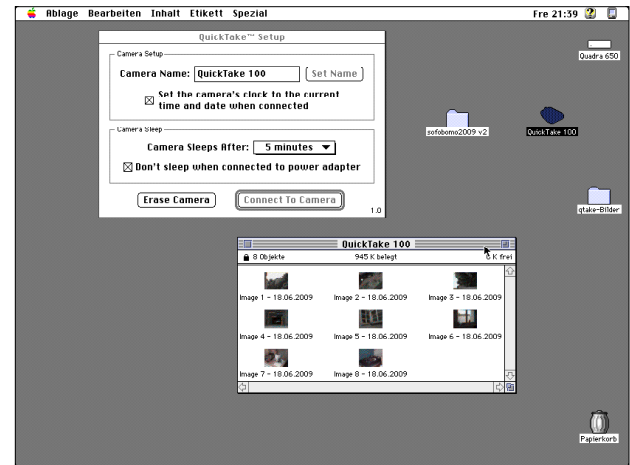 Ablage Bearbeiten Inhalt Etikett Spezial Fre 21:39
QuickTake™ Setup
Camera Setup
Camera Name: QuickTake 100 Set Name
Set the camera's clock to the current
time and date when connected
Camera Sleep
Camera Sleeps After: 5 minutes
Don't sleep when connected to power adapter
Erase Camera Connect To Camera
1.0
Quadra 650
sofobomo2009 v2 QuickTake 100
qtake-Bilder
QuickTake 100
8 Objekte 945 K belegt 6 K frei
Image 1 - 18.06.2009 Image 2 - 18.06.2009 Image 3 - 18.06.2009
Image 4 - 18.06.2009 Image 5 - 18.06.2009 Image 6 - 18.06.2009
Image 7 - 18.06.2009 Image 8 - 18.06.2009
Papierkorb